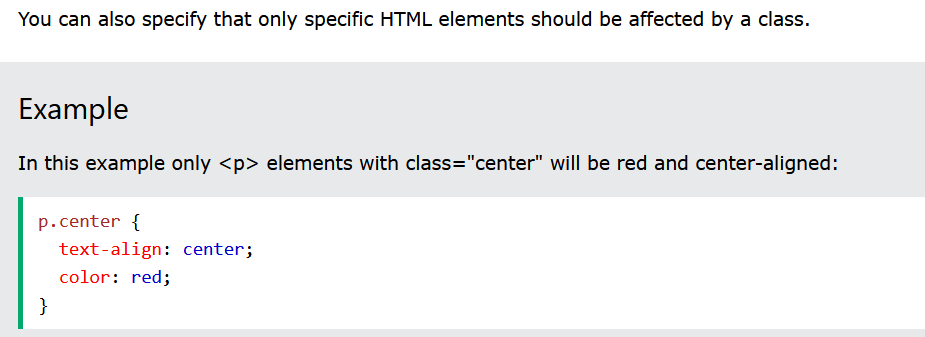 You can also specify that only specific HTML elements should be affected by a class.
Example
In this example only <p> elements with class="center" will be red and center-aligned:
p.center {
  text-align: center;
  color: red;
}